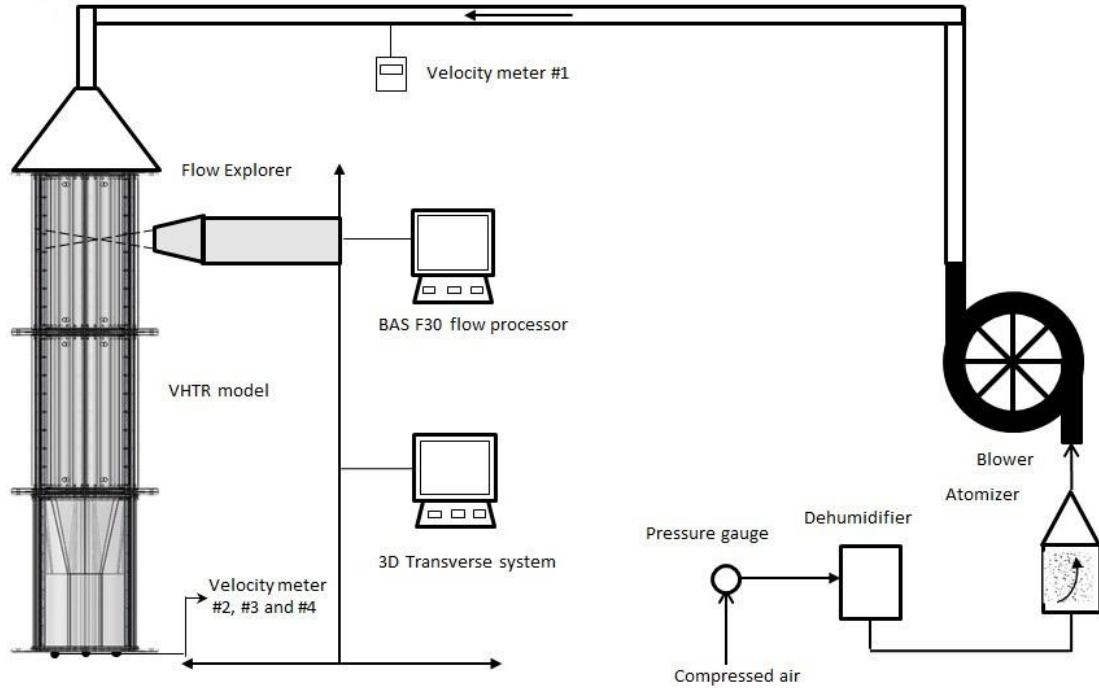 Velocity meter #1
Flow Explorer
BAS F30 flow processor
VHTR model
Blower
Atomizer
Dehumidifier
Pressure gauge
3D Transverse system
Velocity meter
#2, #3 and #4
Compressed air